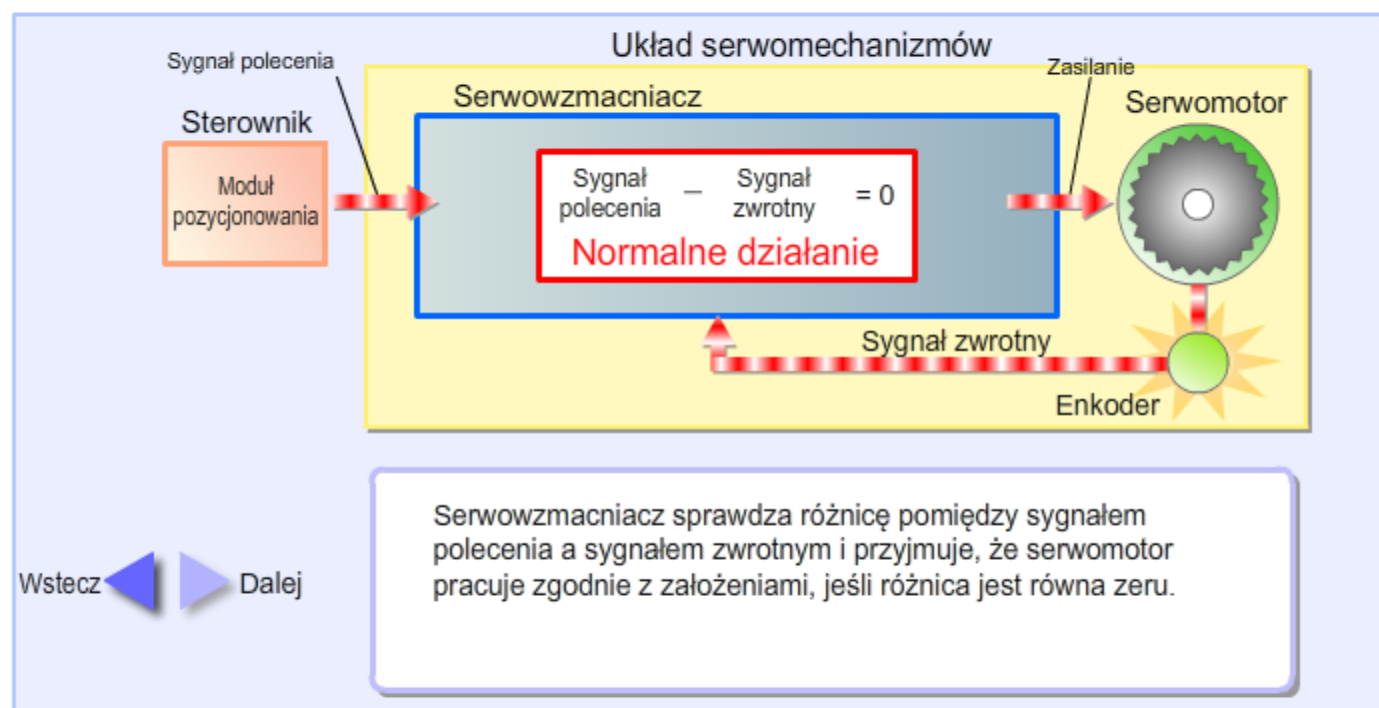 Układ serwomechanizmów
Sygnał polecenia
Zasilanie
Serwowzmacniacz
Serwomotor
Sterownik
Moduł
pozycjonowania
Sygnał
polecenia
–
Sygnał
zwrotny
= 0
Normalne działanie
Sygnał zwrotny
Enkoder
Serwowzmacniacz sprawdza różnicę pomiędzy sygnałem
polecenia a sygnałem zwrotnym i przyjmuje, że serwomotor
pracuje zgodnie z założeniami, jeśli różnica jest równa zeru.
Wstecz
Dalej